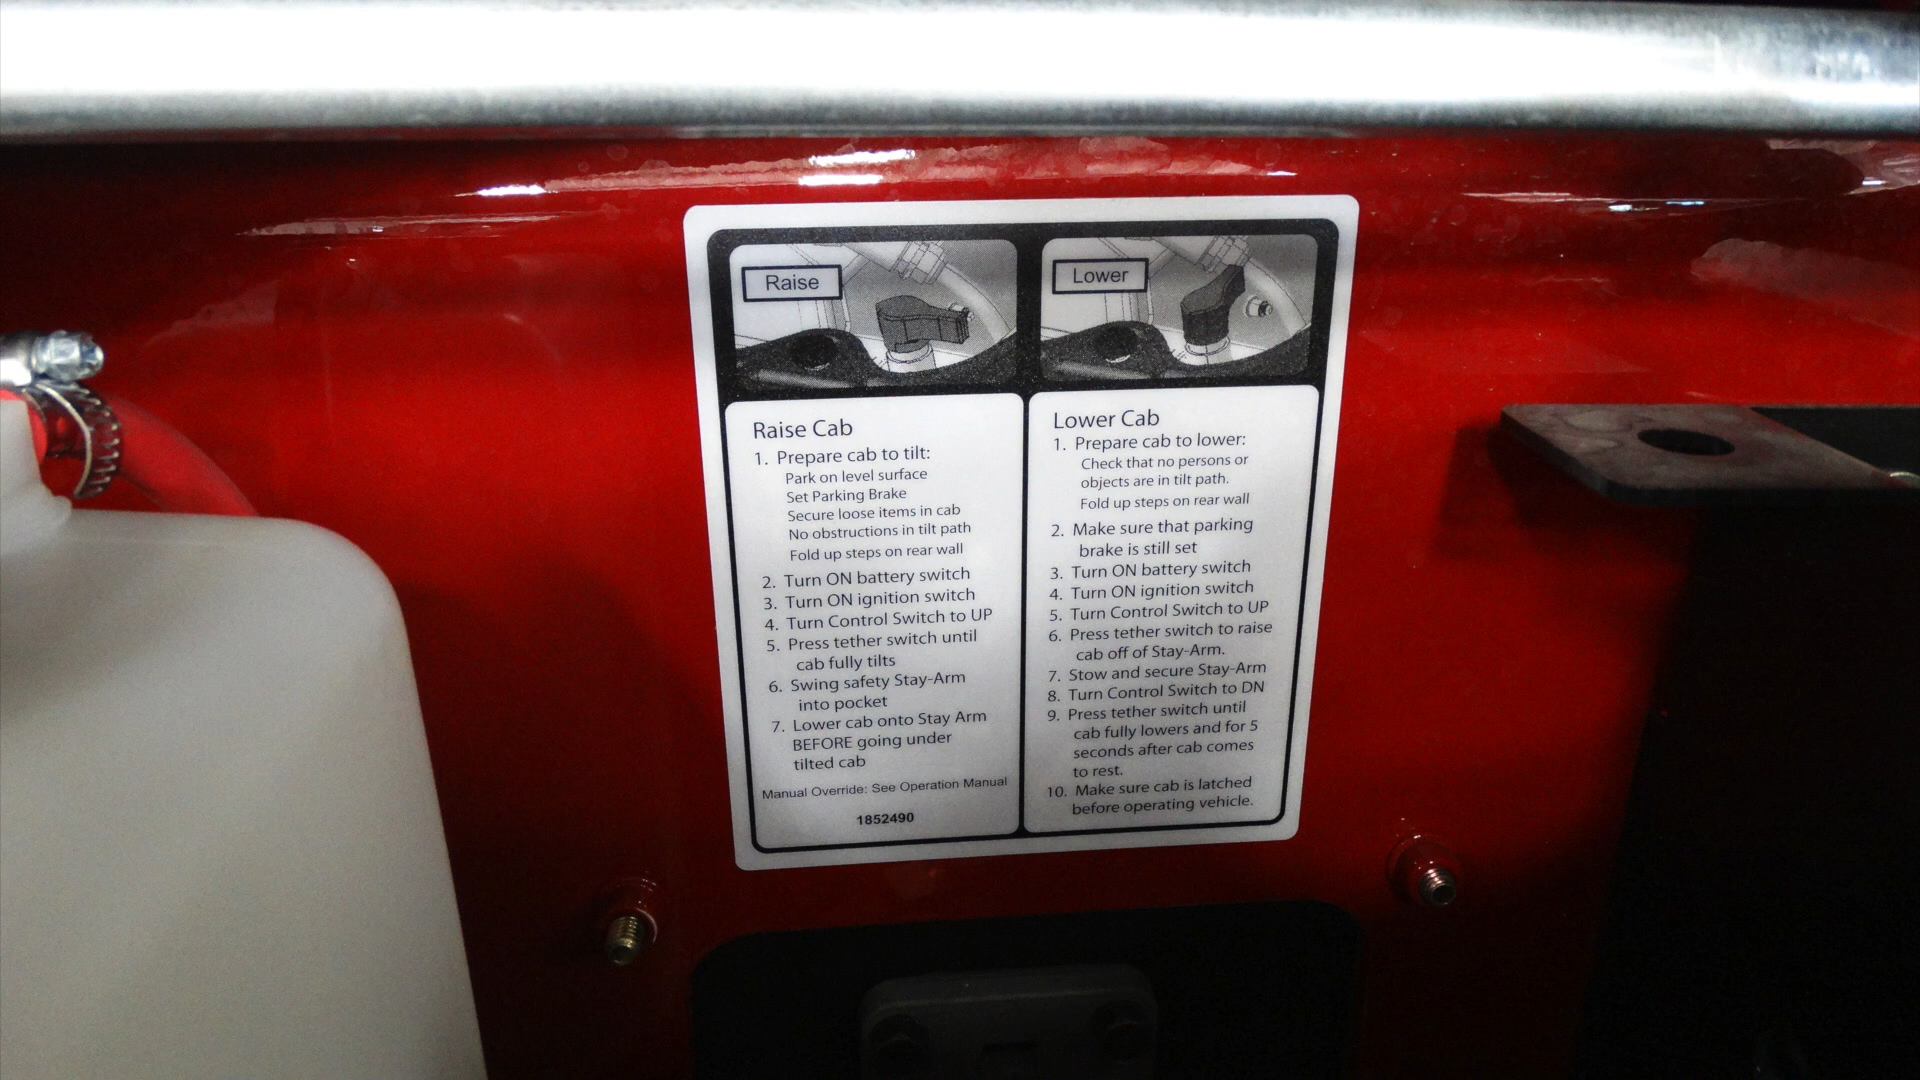 Raise
Lower
Raise Cab
1. Prepare cab to tilt:
Park on level surface
Set Parking Brake
Secure loose items in cab
No obstructions in tilt path
Fold up steps on rear wall
2. Turn ON battery switch
3. Turn ON ignition switch
4. Turn Control Switch to UP
5. Press tether switch until
cab fully tilts
6. Swing safety Stay-Arm
into pocket
7. Lower cab onto Stay Arm
BEFORE going under
tilted cab
Manual Override: See Operation Manual
1852490
Lower Cab
1. Prepare cab to lower:
Check that no persons or
objects are in tilt path.
Fold up steps on rear wall
2. Make sure that parking
brake is still set
3. Turn ON battery switch
4. Turn ON ignition switch
5. Turn Control Switch to UP
6. Press tether switch to raise
cab off of Stay-Arm.
7. Stow and secure Stay-Arm
8. Turn Control Switch to DN
9. Press tether switch until
cab fully lowers and for 5
seconds after cab comes
to rest.
10. Make sure cab is latched
before operating vehicle.